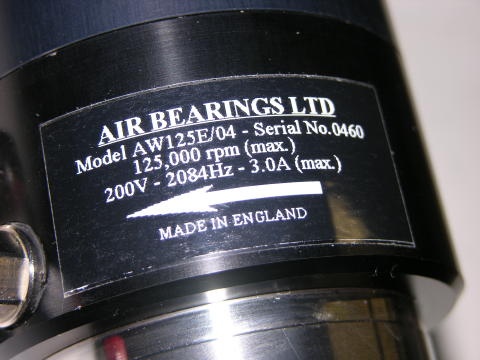 AIR BEARINGS LTD
Model AW125E/04 - Serial No.0460
125,000 rpm (max.)
200V - 2084Hz - 3.0A (max.)
MADE IN ENGLAND